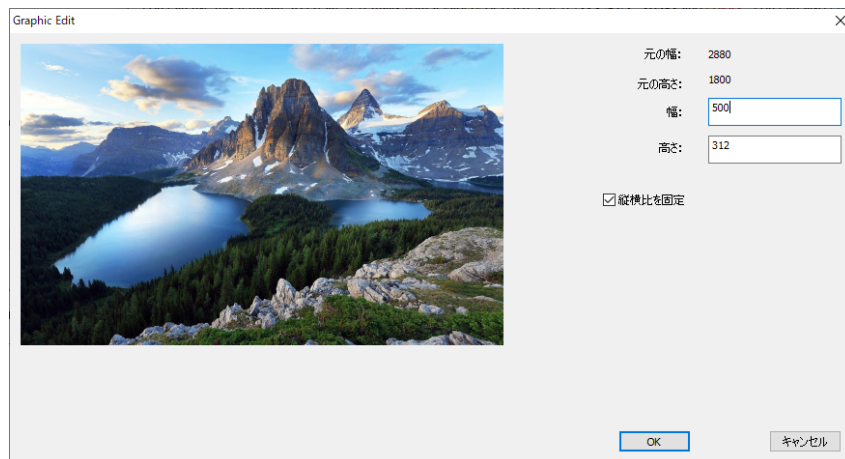 Graphic Edit
元の幅: 2880
元の高さ: 1800
幅: 500
高さ: 312
縦横比を固定
OK キャンセル